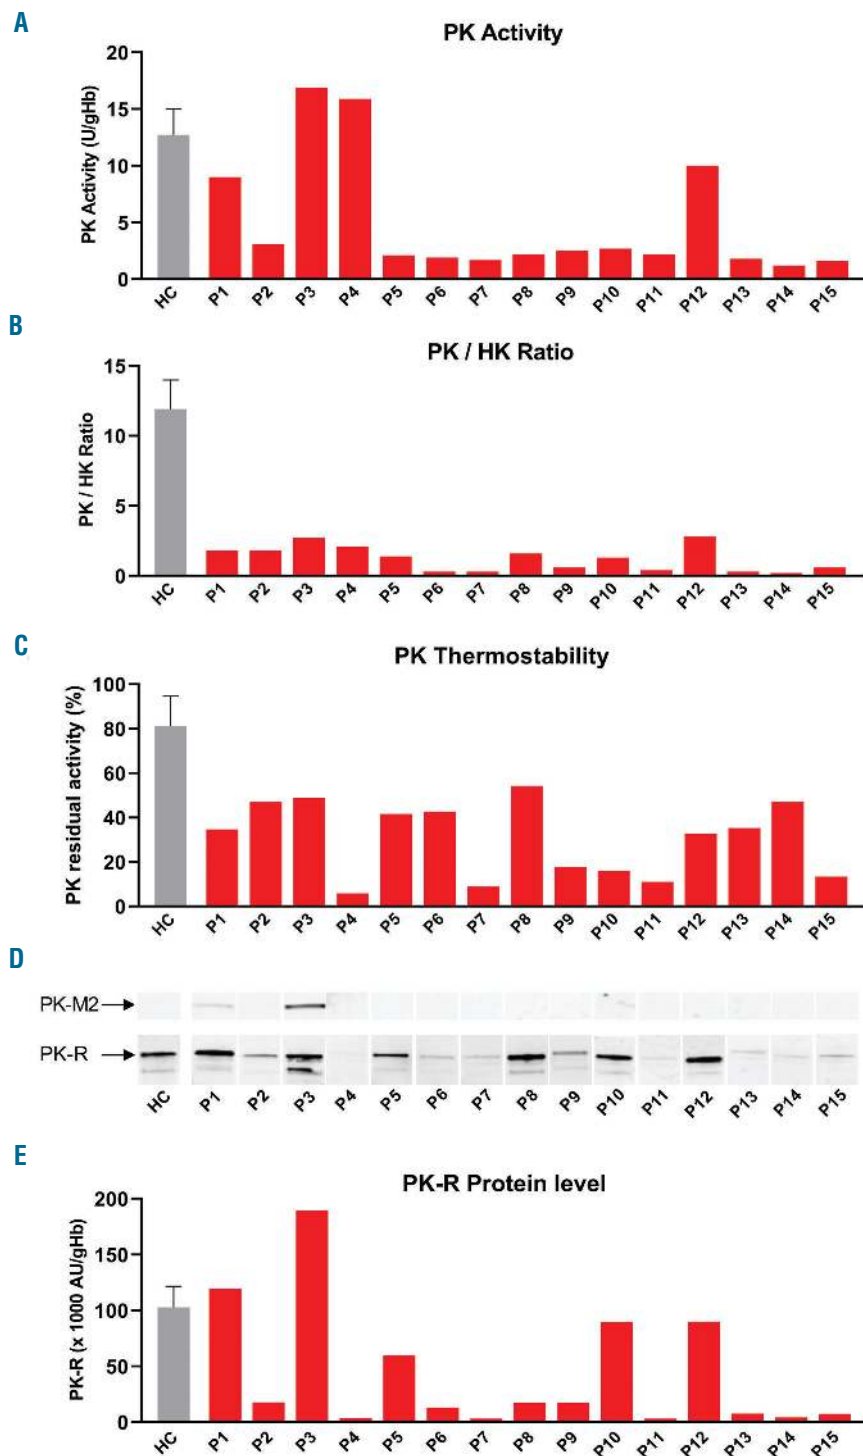 A
PK Activity
PK Activity (U/gHb)
20
15
10
5
0
HC P1 P2 P3 P4 P5 P6 P7 P8 P9 P10 P11 P12 P13 P14 P15
B
PK / HK Ratio
PK / HK Ratio
15
10
5
0
HC P1 P2 P3 P4 P5 P6 P7 P8 P9 P10 P11 P12 P13 P14 P15
C
PK Thermostability
PK residual activity (%)
100
80
60
40
20
0
HC P1 P2 P3 P4 P5 P6 P7 P8 P9 P10 P11 P12 P13 P14 P15
D
PK-M2
PK-R
HC P1 P2 P3 P4 P5 P6 P7 P8 P9 P10 P11 P12 P13 P14 P15
E
PK-R Protein level
PK-R (x 1000 AU/gHb)
200
150
100
50
0
HC P1 P2 P3 P4 P5 P6 P7 P8 P9 P10 P11 P12 P13 P14 P15